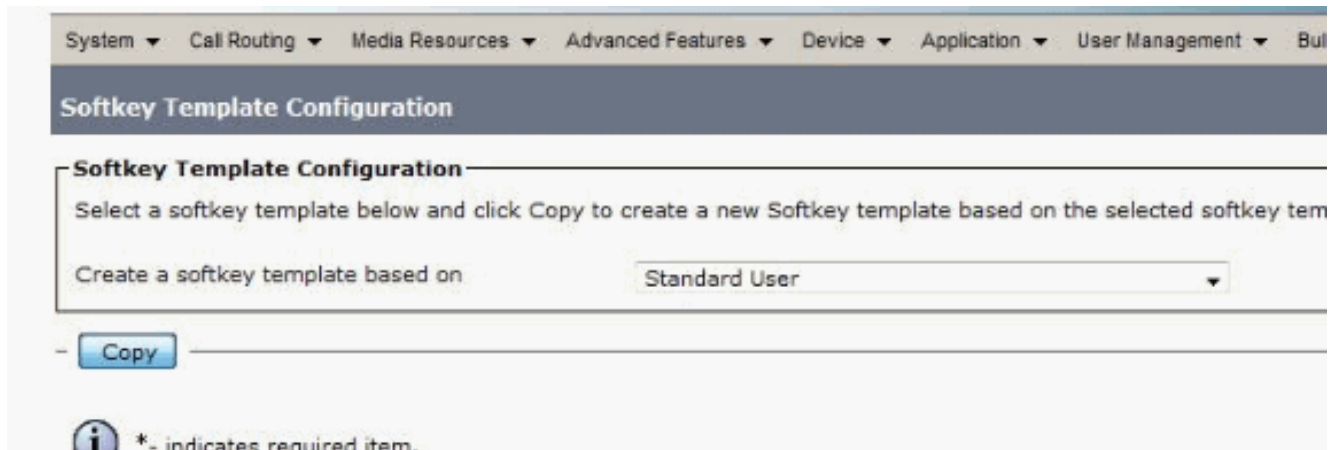 System Call Routing Media Resources Advanced Features Device Application User Management Bul
Softkey Template Configuration
Softkey Template Configuration
Select a softkey template below and click Copy to create a new Softkey template based on the selected softkey tem
Create a softkey template based on Standard User
Copy
*- indicates required item.